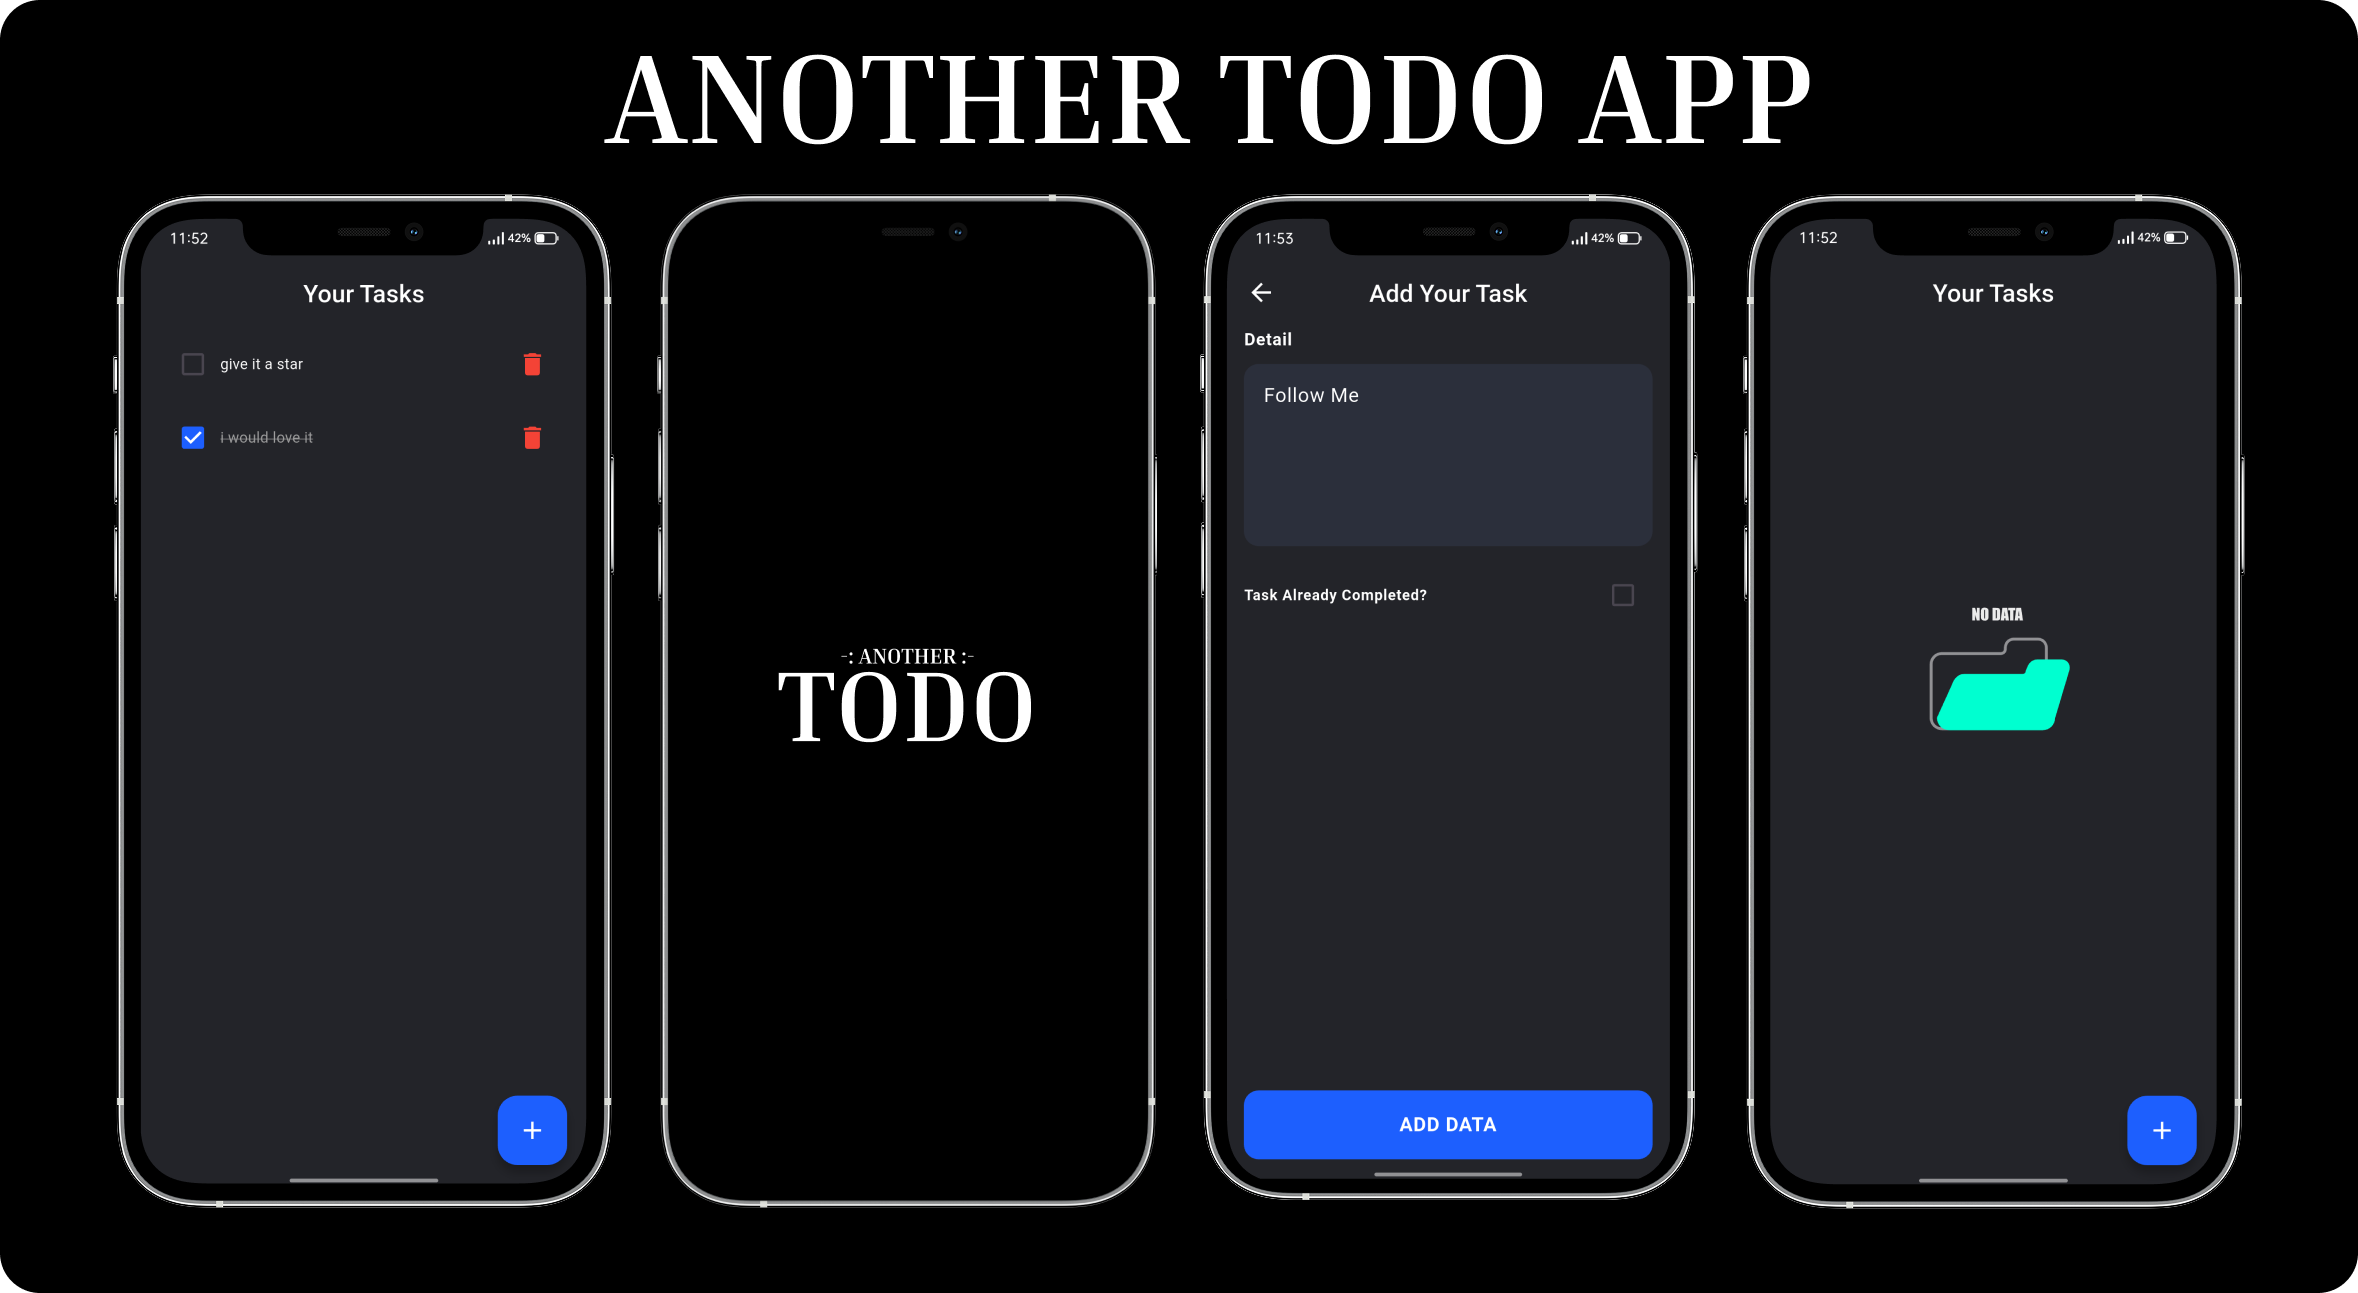 ANOTHER TODO APP
11:52
42%
Your Tasks
give it a star
i would love it
-: ANOTHER :-
TODO
11:53
42%
Add Your Task
Detail
Follow Me
Task Already Completed?
ADD DATA
11:52
42%
Your Tasks
NO DATA